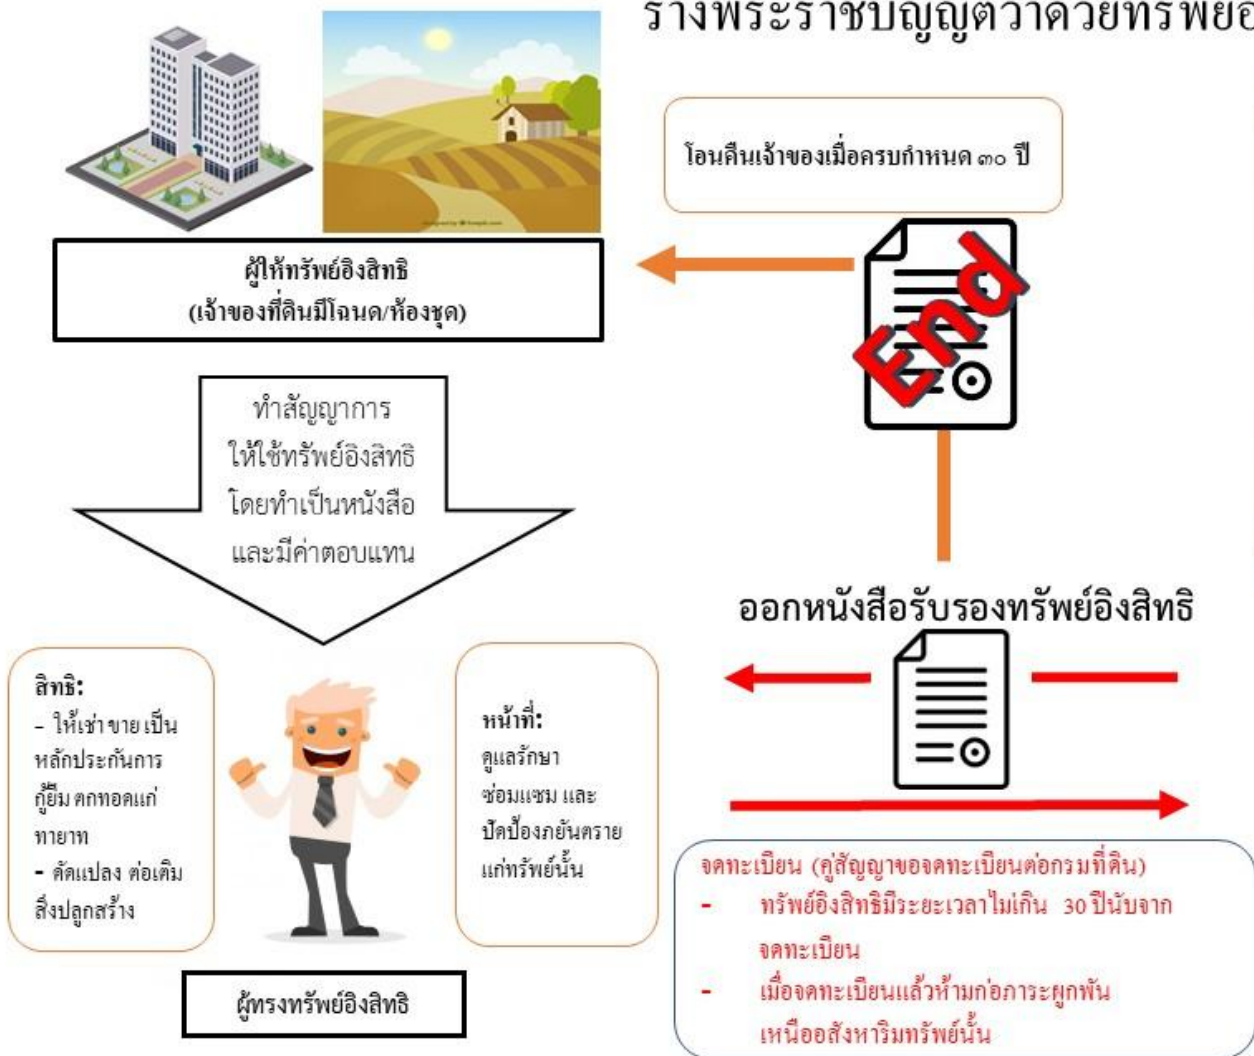 ร่างพระราชบัญญัติว่าด้วยทรัพย์อิ
โอนคืนเจ้าของเมื่อครบกำหนด ๓๐ ปี
ผู้ให้ทรัพย์อิงสิทธิ
(เจ้าของที่ดินมีโฉนด/ห้องชุด)
End
ทำสัญญาการ
ให้ใช้ทรัพย์อิงสิทธิ
โดยทำเป็นหนังสือ
และมีค่าตอบแทน
ออกหนังสือรับรองทรัพย์อิงสิทธิ
สิทธิ:
- ให้เช่า ขาย เป็น
หลักประกันการ
กู้ยืม ตกทอดแก่
ทายาท
- ดัดแปลง ต่อเติม
สิ่งปลูกสร้าง
หน้าที่:
ดูแลรักษา
ซ่อมแซม และ
ปัดป้องภยันตราย
แก่ทรัพย์นั้น
ผู้ทรงทรัพย์อิงสิทธิ
จดทะเบียน (คู่สัญญาขอจดทะเบียนต่อกรมที่ดิน)
- ทรัพย์อิงสิทธิมีระยะเวลาไม่เกิน 30 ปีนับจาก
จดทะเบียน
- เมื่อจดทะเบียนแล้วห้ามก่อภาระผูกพัน
เหนืออสังหาริมทรัพย์นั้น